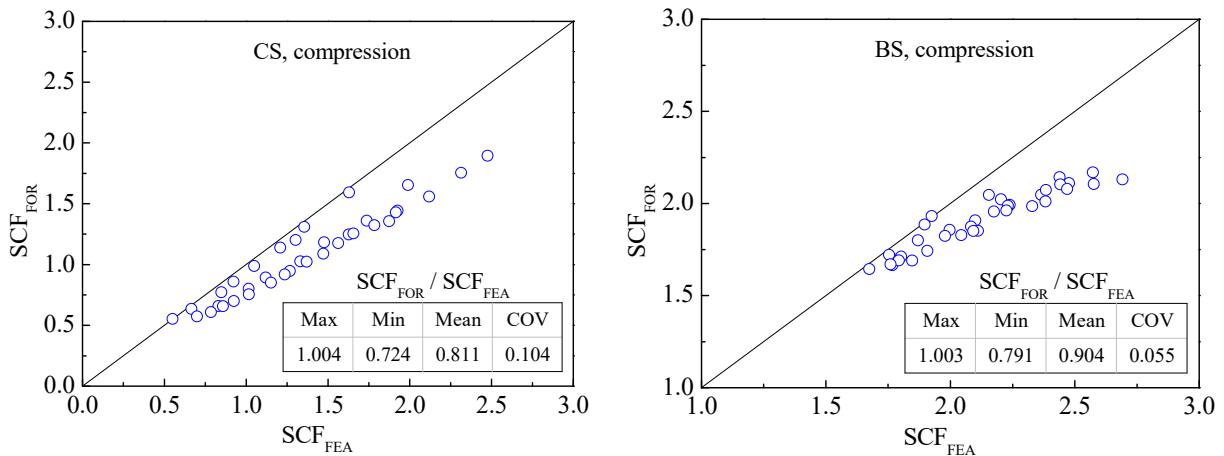 CS, compression
3.0
2.5
2.0
1.5
1.0
0.5
0.0
SCF_FOR
0.0 0.5 1.0 1.5 2.0 2.5 3.0
SCF_FEA
SCF_FOR / SCF_FEA
Max Min Mean COV
1.004 0.724 0.811 0.104
BS, compression
3.0
2.5
2.0
1.5
1.0
SCF_FOR
1.0 1.5 2.0 2.5 3.0
SCF_FEA
SCF_FOR / SCF_FEA
Max Min Mean COV
1.003 0.791 0.904 0.055